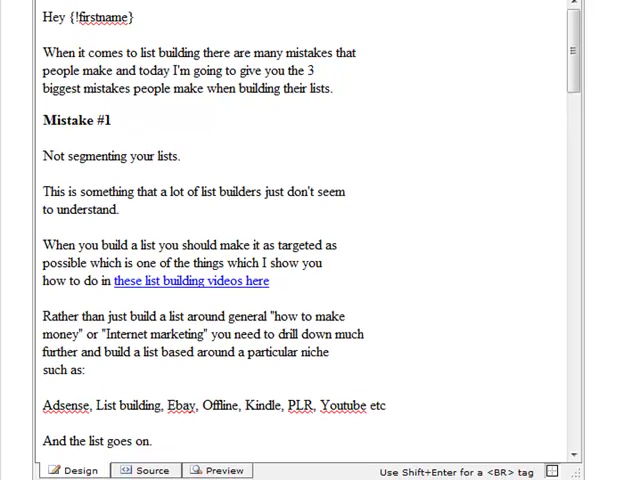 Hey {!firstname}
When it comes to list building there are many mistakes that
people make and today I'm going to give you the 3
biggest mistakes people make when building their lists.
Mistake #1
Not segmenting your lists.
This is something that a lot of list builders just don't seem
to understand.
When you build a list you should make it as targeted as
possible which is one of the things which I show you
how to do in these list building videos here
Rather than just build a list around general "how to make
money" or "Internet marketing" you need to drill down much
further and build a list based around a particular niche
such as:
Adsense, List building, Ebay, Offline, Kindle, PLR, Youtube etc
And the list goes on.
Design Source Preview Use Shift+Enter for a <BR> tag